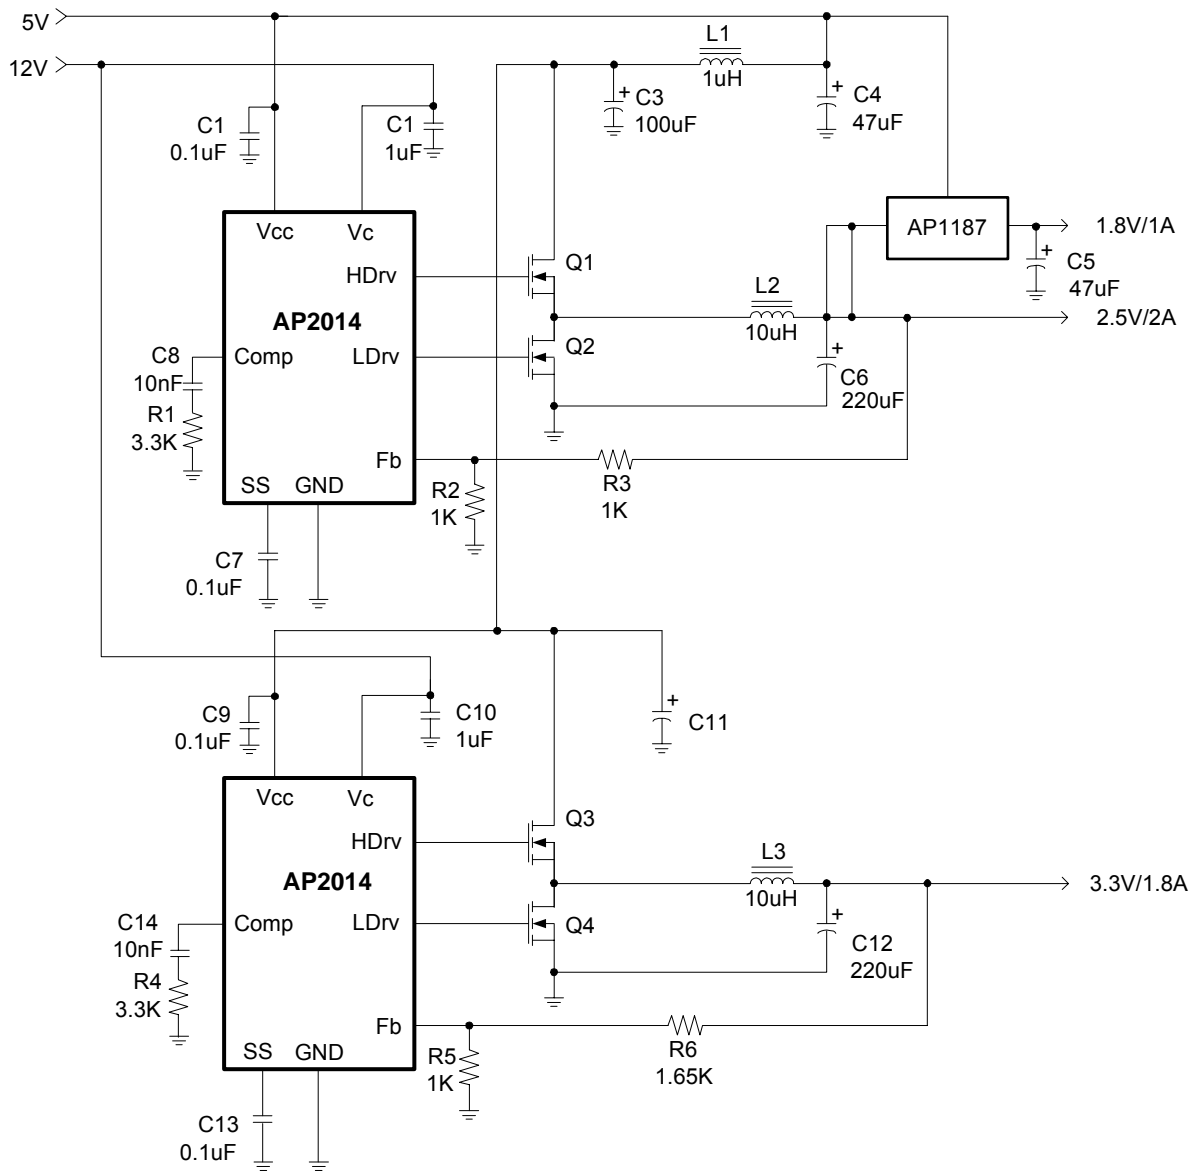 5V
12V
L1
1uH
C3
100uF
C4
47uF
C1
0.1uF
C1
1uF
Vcc
Vc
HDrv
AP2014
Comp
LDrv
Fb
SS
GND
Q1
Q2
AP1187
1.8V/1A
C5
47uF
L2
10uH
2.5V/2A
C6
220uF
C8
10nF
R1
3.3K
R2
1K
R3
1K
C7
0.1uF
C9
0.1uF
C10
1uF
C11
Vcc
Vc
HDrv
AP2014
Comp
LDrv
Fb
SS
GND
Q3
Q4
L3
10uH
3.3V/1.8A
C12
220uF
C14
10nF
R4
3.3K
R5
1K
R6
1.65K
C13
0.1uF